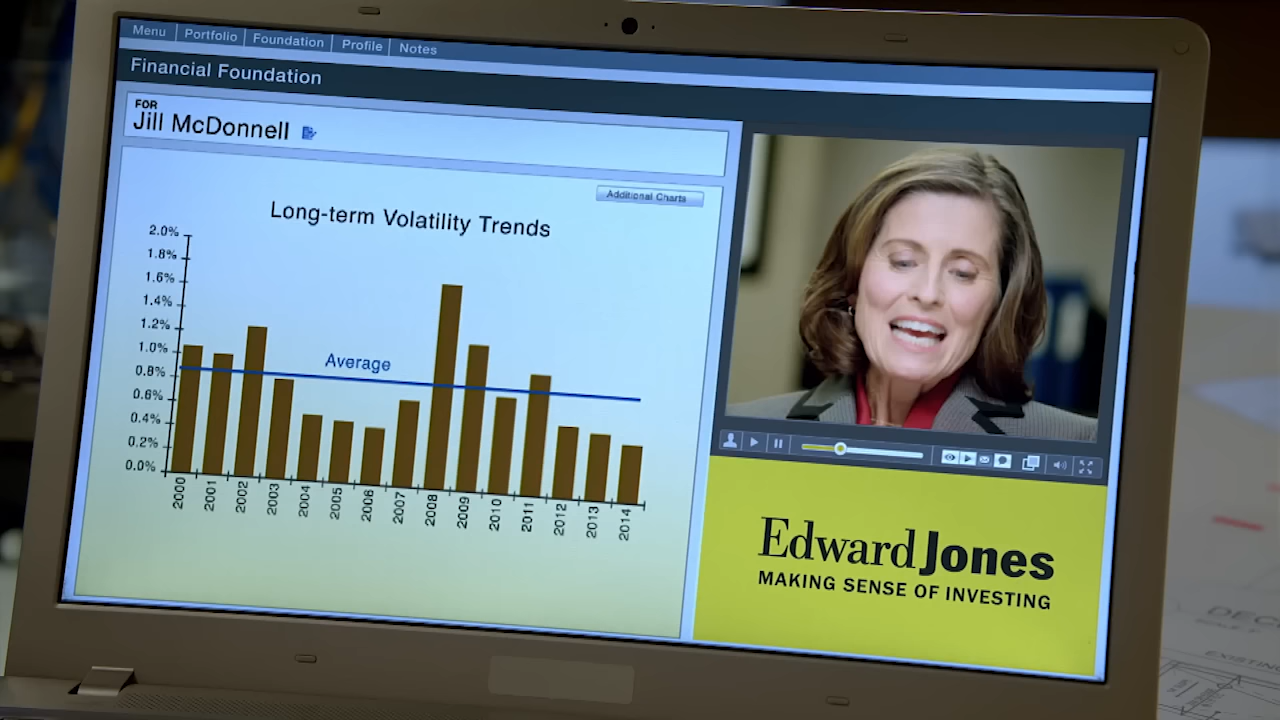 Menu Portfolio Foundation Profile Notes
Financial Foundation
FOR
Jill McDonnell
Additional Charts
Long-term Volatility Trends
2.0%
1.8%
1.6%
1.4%
1.2%
1.0%
0.8%
0.6%
0.4%
0.2%
0.0%
Average
2000 2001 2002 2003 2004 2005 2006 2007 2008 2009 2010 2011 2012 2013 2014
Edward Jones
MAKING SENSE OF INVESTING